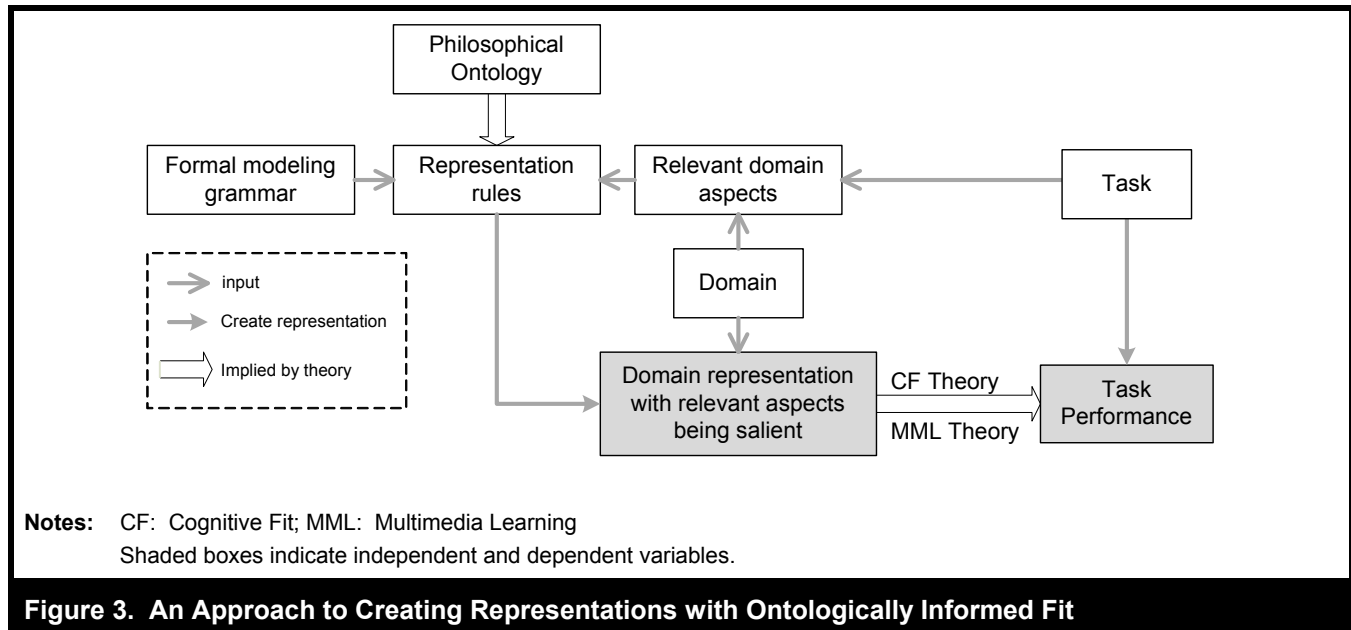 Philosophical
Ontology
Formal modeling
grammar
Representation
rules
Relevant domain
aspects
Task
input
Create representation
Implied by theory
Domain
Domain representation
with relevant aspects
being salient
CF Theory
MML Theory
Task
Performance
Notes: CF: Cognitive Fit; MML: Multimedia Learning
Shaded boxes indicate independent and dependent variables.
Figure 3. An Approach to Creating Representations with Ontologically Informed Fit